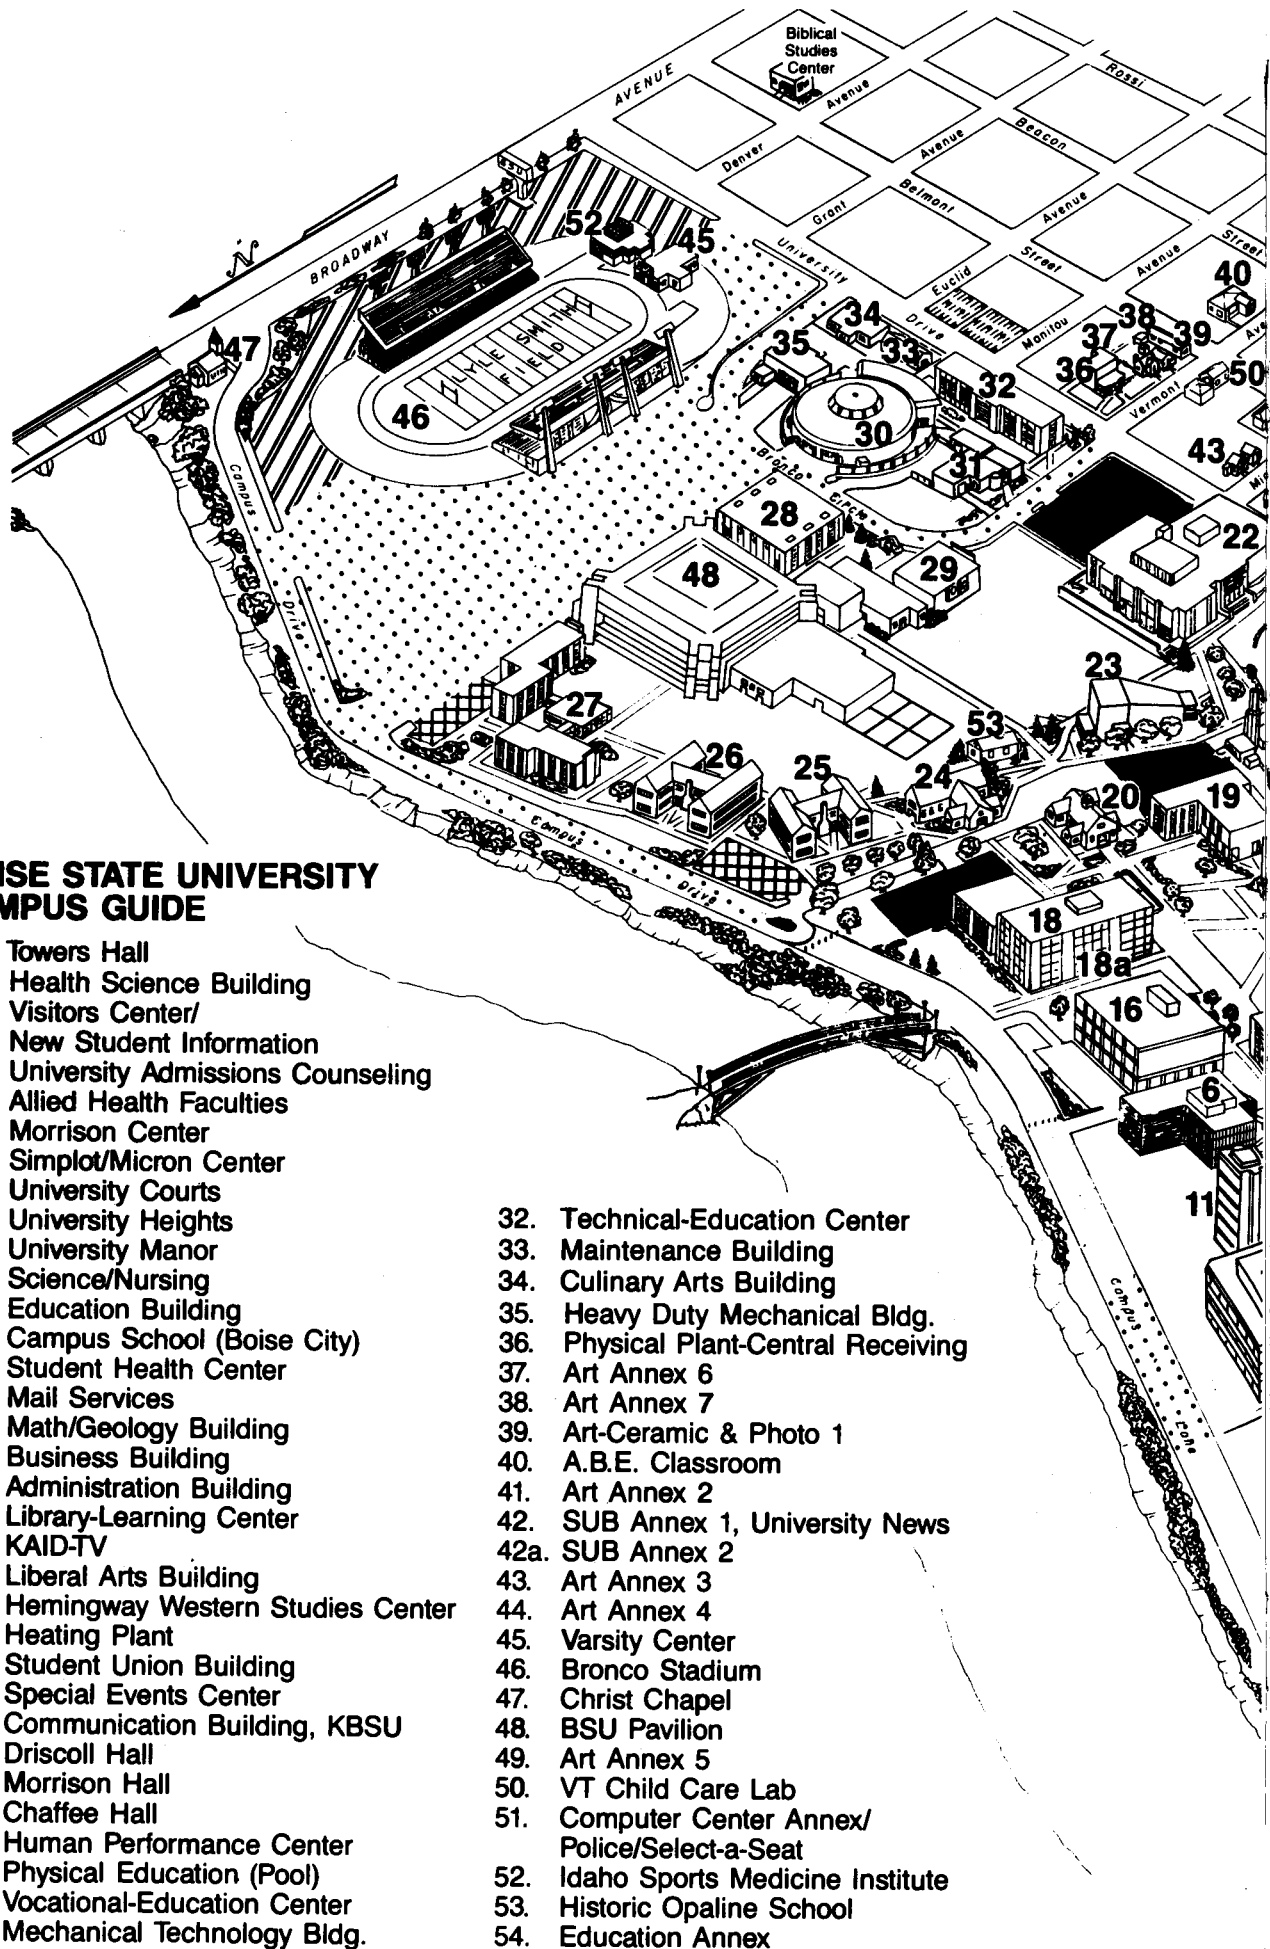 Biblical
Studies
Center
AVENUE
Rossi
Avenue
Beacon
Avenue
Denver
Belmont
Avenue
Grant
Street
University
Avenue
Street
Euclid
Drive
Manitou
Vermont
Ave
BSU
N
BROADWAY
52
45
47
LYLE SMITH
FIELD
46
34
35
33
32
30
31
40
38
37
39
36
50
43
Bronco
Circle
28
22
48
29
23
Campus
Drive
27
53
26
25
24
20
19
Campus
Drive
18
18a
16
6
11
Campus
Lane
ISE STATE UNIVERSITY
MPUS GUIDE
Towers Hall
Health Science Building
Visitors Center/
New Student Information
University Admissions Counseling
Allied Health Faculties
Morrison Center
Simplot/Micron Center
University Courts
University Heights
University Manor
Science/Nursing
Education Building
Campus School (Boise City)
Student Health Center
Mail Services
Math/Geology Building
Business Building
Administration Building
Library-Learning Center
KAID-TV
Liberal Arts Building
Hemingway Western Studies Center
Heating Plant
Student Union Building
Special Events Center
Communication Building, KBSU
Driscoll Hall
Morrison Hall
Chaffee Hall
Human Performance Center
Physical Education (Pool)
Vocational-Education Center
Mechanical Technology Bldg.
32. Technical-Education Center
33. Maintenance Building
34. Culinary Arts Building
35. Heavy Duty Mechanical Bldg.
36. Physical Plant-Central Receiving
37. Art Annex 6
38. Art Annex 7
39. Art-Ceramic & Photo 1
40. A.B.E. Classroom
41. Art Annex 2
42. SUB Annex 1, University News
42a. SUB Annex 2
43. Art Annex 3
44. Art Annex 4
45. Varsity Center
46. Bronco Stadium
47. Christ Chapel
48. BSU Pavilion
49. Art Annex 5
50. VT Child Care Lab
51. Computer Center Annex/
Police/Select-a-Seat
52. Idaho Sports Medicine Institute
53. Historic Opaline School
54. Education Annex